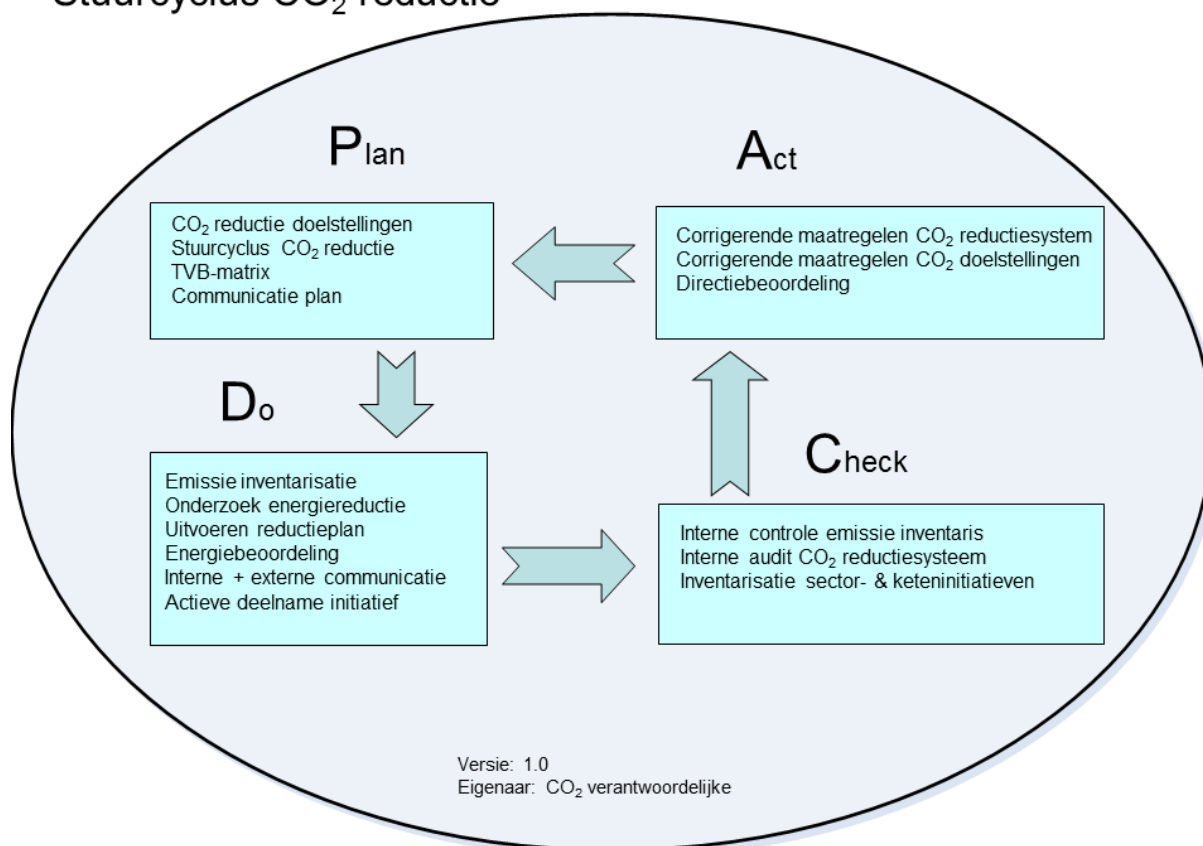 Stuurcyclus CO₂ reductie
Plan
CO₂ reductie doelstellingen
Stuurcyclus CO₂ reductie
TVB-matrix
Communicatie plan
Act
Corrigerende maatregelen CO₂ reductiesystem
Corrigerende maatregelen CO₂ doelstellingen
Directiebeoordeling
Do
Emissie inventarisatie
Onderzoek energiereductie
Uitvoeren reductieplan
Energiebeoordeling
Interne + externe communicatie
Actieve deelname initiatief
Check
Interne controle emissie inventaris
Interne audit CO₂ reductiesysteem
Inventarisatie sector- & keteninitiatieven
Versie: 1.0
Eigenaar: CO₂ verantwoordelijke